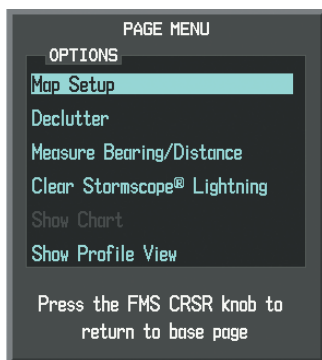 PAGE MENU
OPTIONS
Map Setup
Declutter
Measure Bearing/Distance
Clear Stormscope® Lightning
Show Chart
Show Profile View
Press the FMS CRSR knob to
return to base page